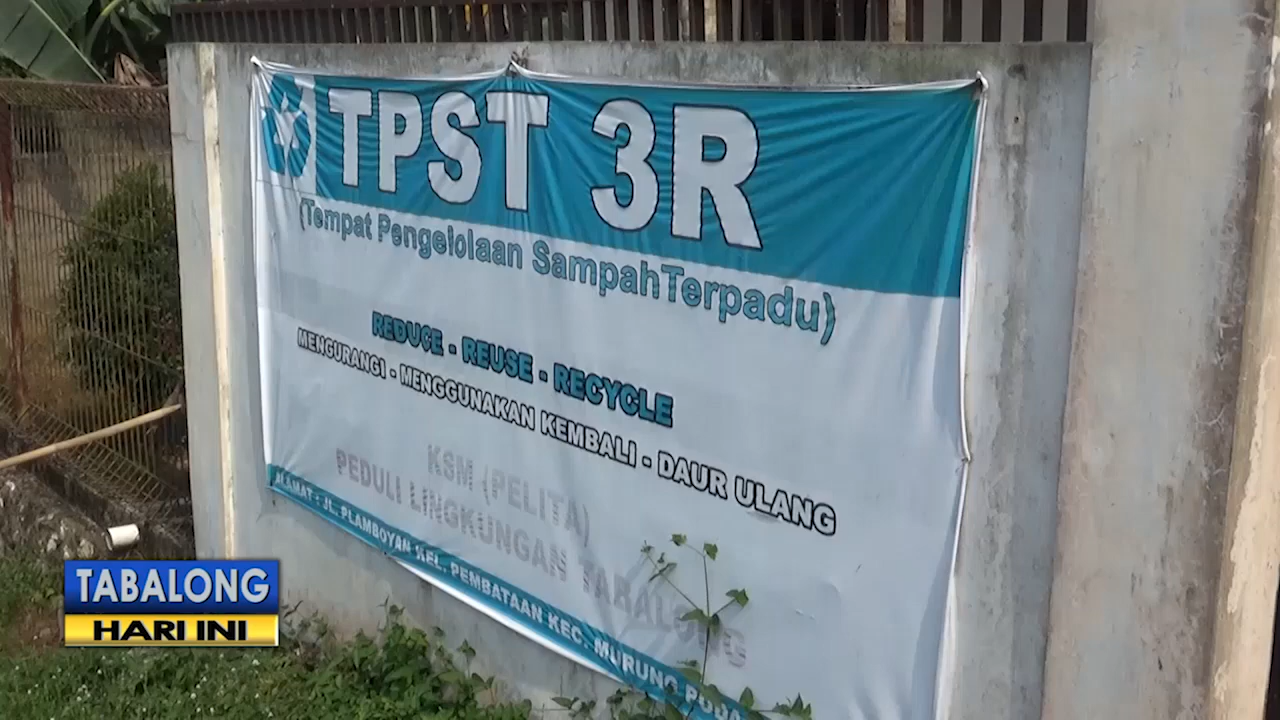 TPST 3R
(Tempat Pengelolaan SampahTerpadu)
REDUCE - REUSE - RECYCLE
MENGURANGI - MENGGUNAKAN KEMBALI - DAUR ULANG
KSM (PELITA)
PEDULI LINGKUNGAN TABALONG
ALAMAT : JL. PLAMBOYAN KEL. PEMBATAAN KEC. MURUNG
TABALONG
HARI INI